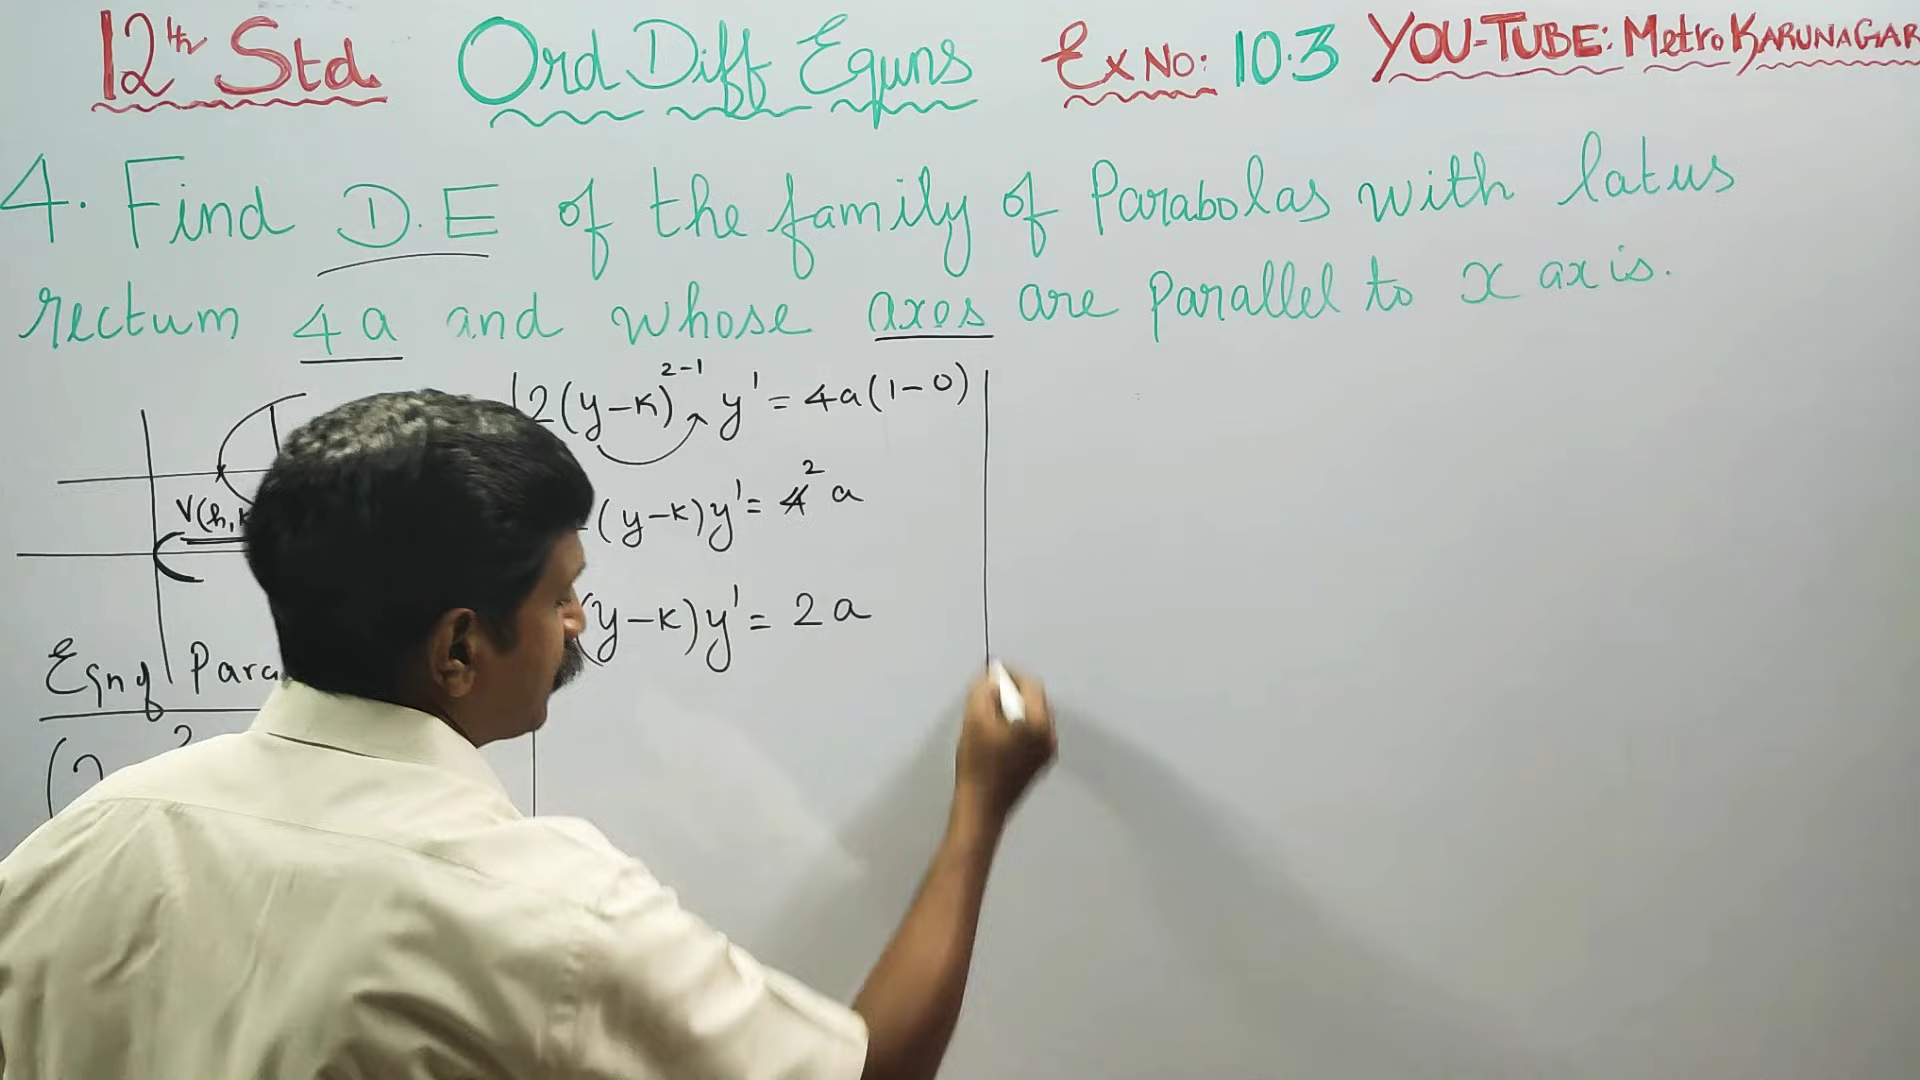 12th Std. Ord Diff Equns Ex No: 10.3 YOU-TUBE: Metro KARUNAGAR
4. Find D.E of the family of Parabolas with latus
rectum 4a and whose axes are parallel to x axis.
2(y-k)^{2-1} y' = 4a(1-0)
V(h,
(y-k)y' = 4^2 a
(y-k)y' = 2a
Eqn of Para